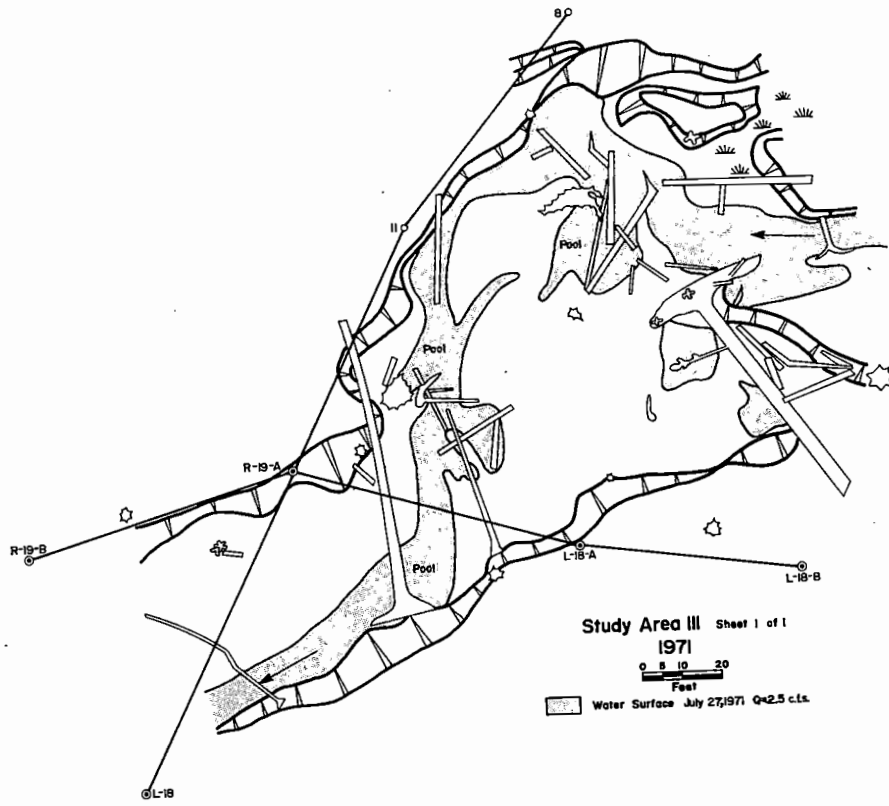 8
11
Pool
Pool
R-19-A
R-19-B
Pool
L-18-A
L-18-B
Study Area III Sheet 1 of 1
1971
0 5 10 20
Feet
Water Surface July 27,1971 Q=2.5 c.f.s.
L-18